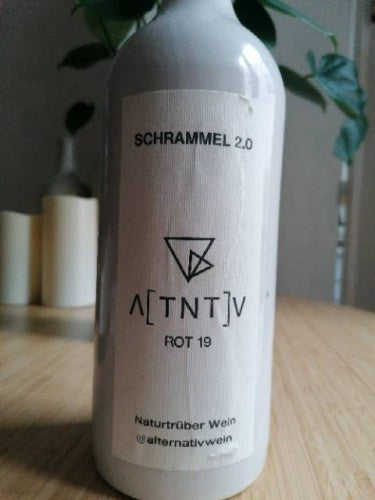 SCHRAMMEL 2.0
Λ[TNT]V
ROT 19
Naturtrüber Wein
@alternativwein